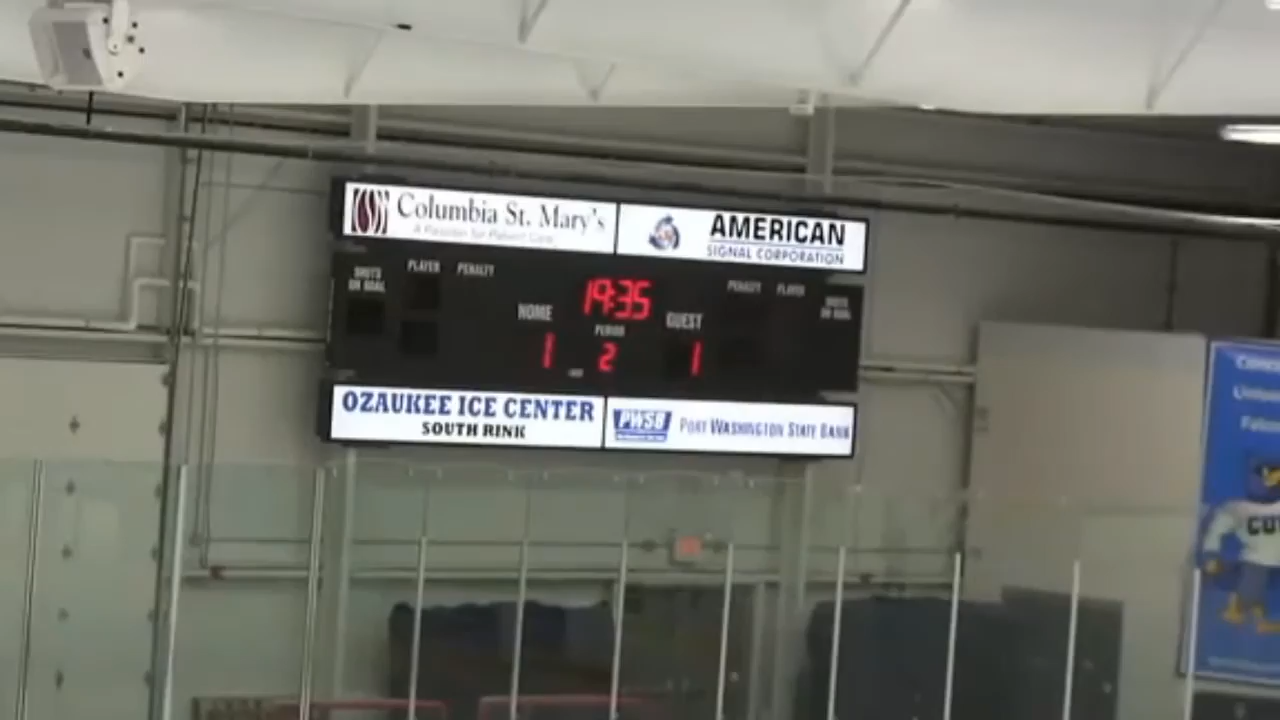 Columbia St. Mary's
A Passion for Patient Care
AMERICAN
SIGNAL CORPORATION
SHOTS
ON GOAL
PLAYER
PENALTY
19:35
PENALTY
PLAYER
SHOTS
ON GOAL
HOME
PERIOD
GUEST
1
2
1
OZAUKEE ICE CENTER
SOUTH RINK
PWSB
PORT WASHINGTON STATE BANK